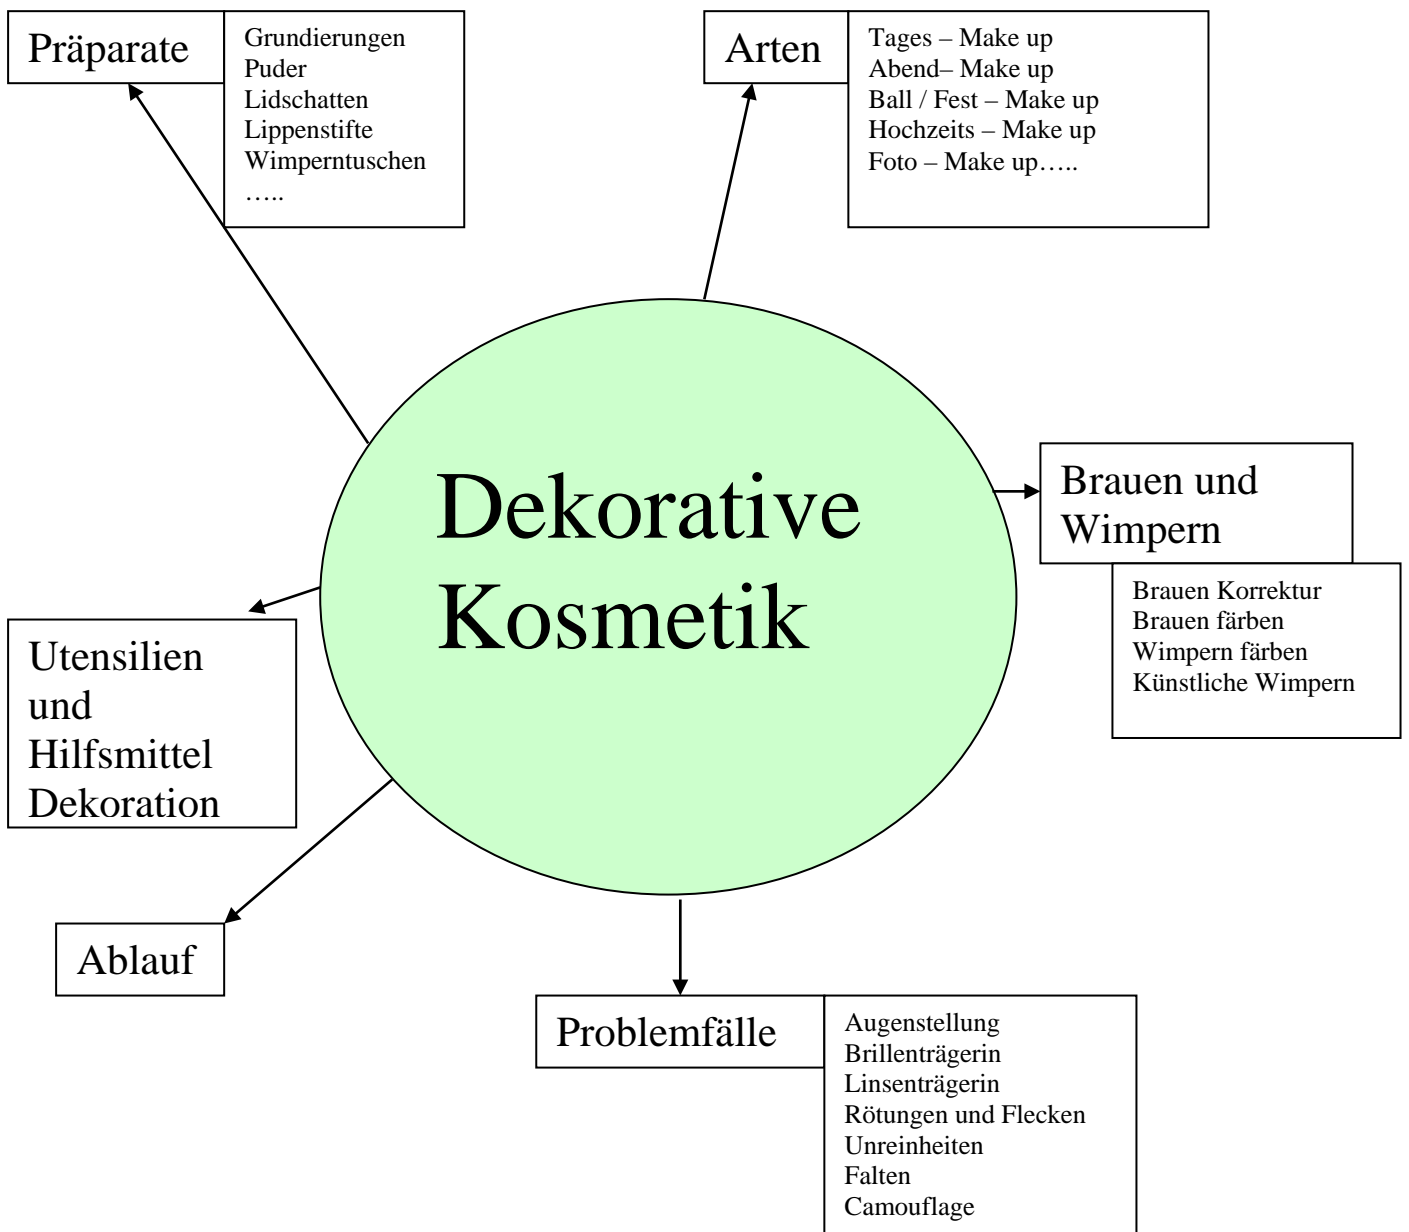 Präparate
Grundierungen
Puder
Lidschatten
Lippenstifte
Wimperntuschen
…..
Arten
Tages – Make up
Abend– Make up
Ball / Fest – Make up
Hochzeits – Make up
Foto – Make up…..
Dekorative
Kosmetik
Brauen und
Wimpern
Brauen Korrektur
Brauen färben
Wimpern färben
Künstliche Wimpern
Utensilien
und
Hilfsmittel
Dekoration
Ablauf
Problemfälle
Augenstellung
Brillenträgerin
Linsenträgerin
Rötungen und Flecken
Unreinheiten
Falten
Camouflage